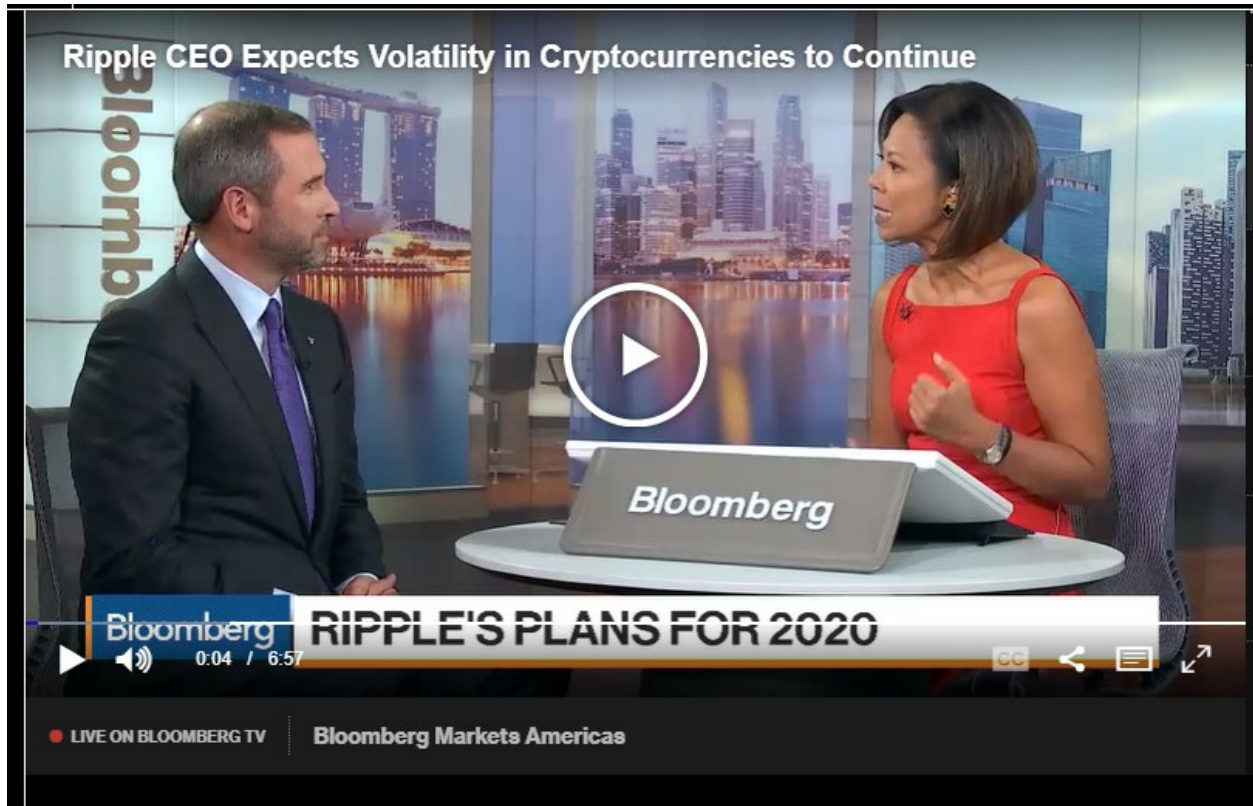 Ripple CEO Expects Volatility in Cryptocurrencies to Continue
Bloomb
Bloomberg
Bloomberg RIPPLE'S PLANS FOR 2020
0:04 / 6:57
CC
LIVE ON BLOOMBERG TV Bloomberg Markets Americas